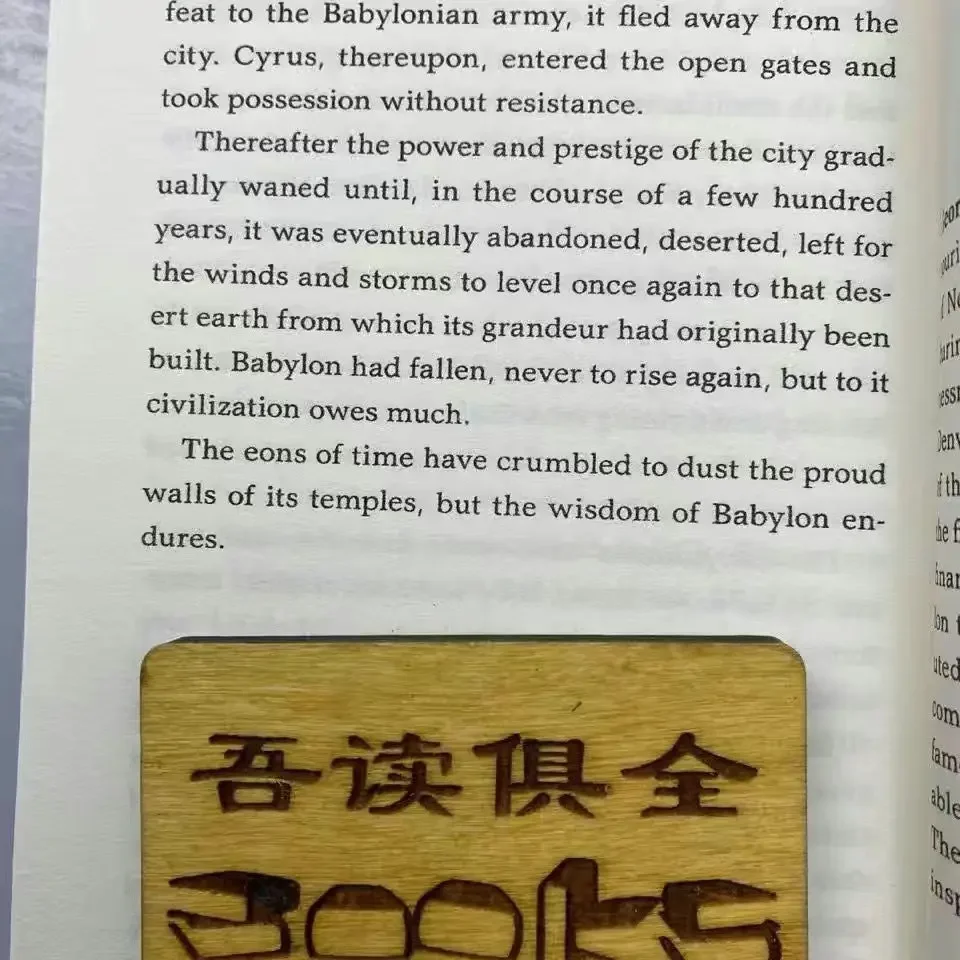 feat to the Babylonian army, it fled away from the
city. Cyrus, thereupon, entered the open gates and
took possession without resistance.
Thereafter the power and prestige of the city grad-
ually waned until, in the course of a few hundred
years, it was eventually abandoned, deserted, left for
the winds and storms to level once again to that des-
ert earth from which its grandeur had originally been
built. Babylon had fallen, never to rise again, but to it
civilization owes much.
The eons of time have crumbled to dust the proud
walls of its temples, but the wisdom of Babylon en-
dures.
吾读俱全